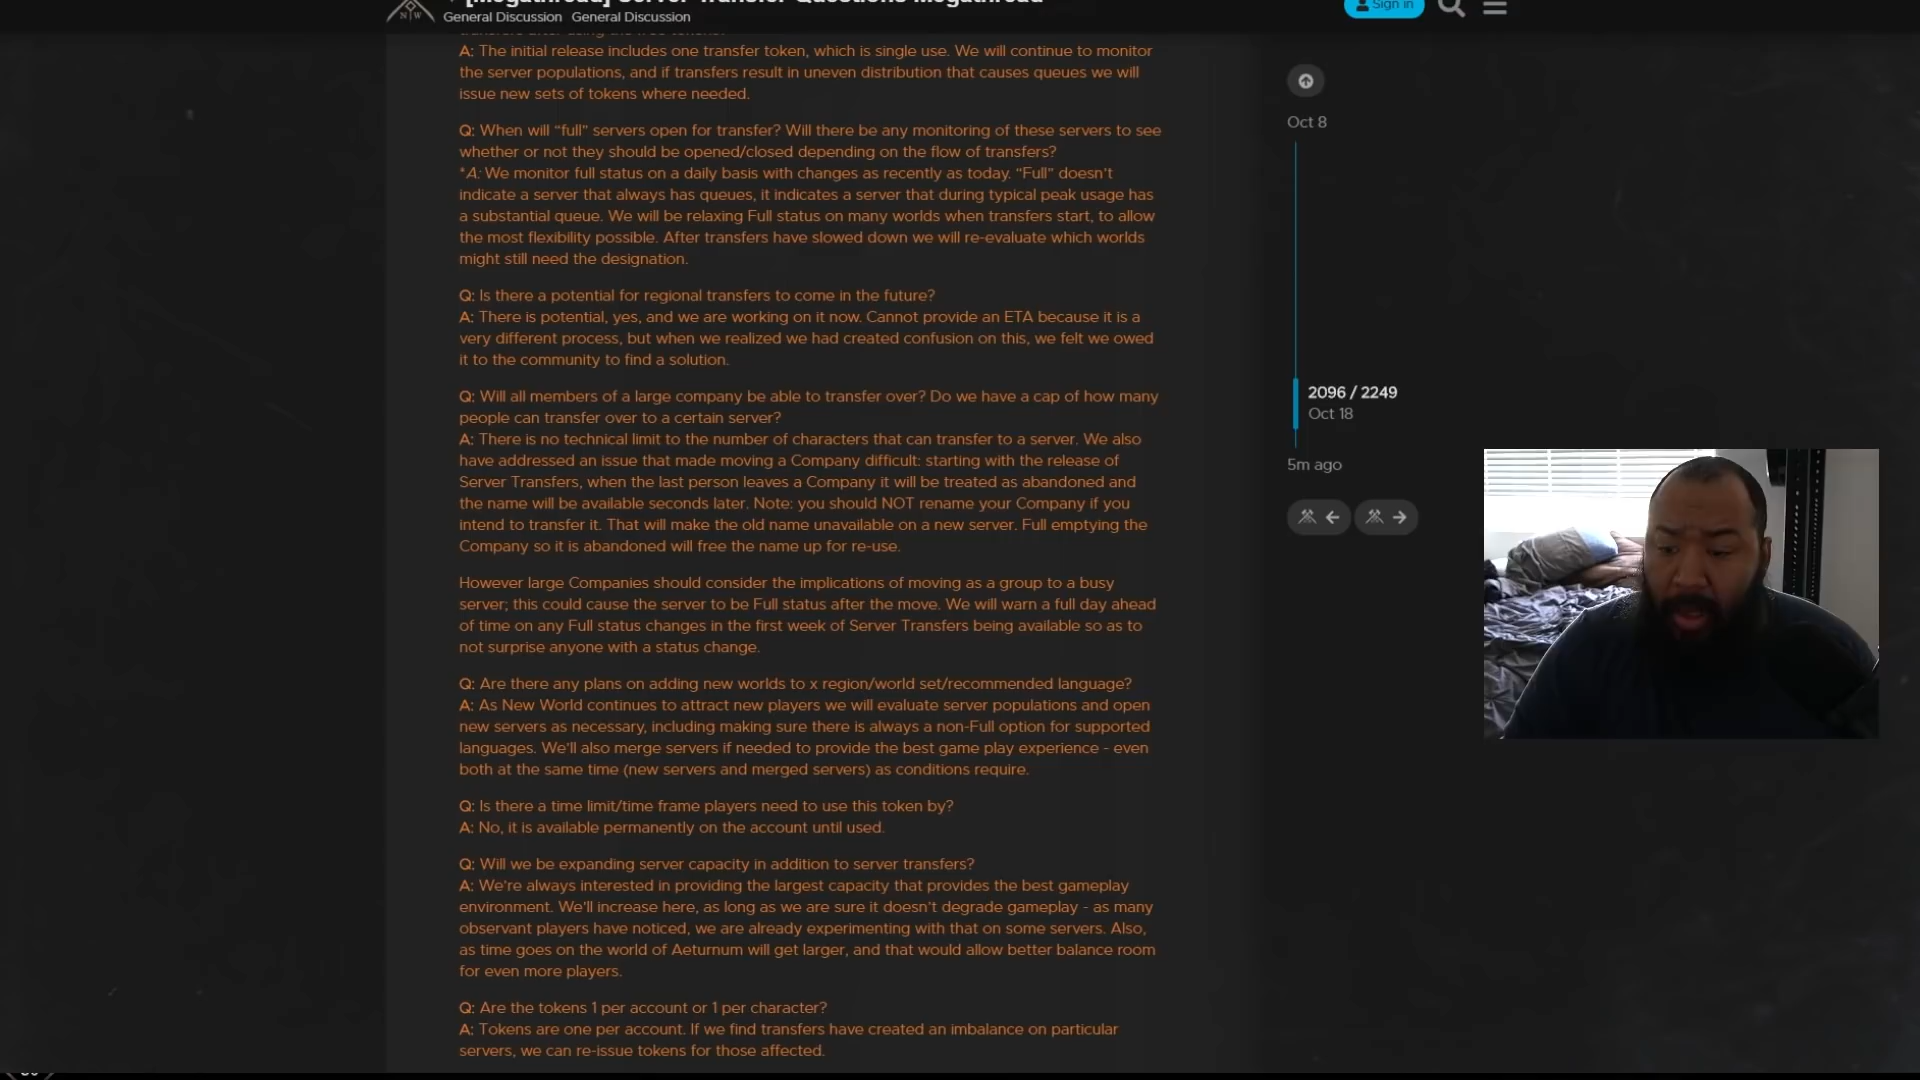 [Megathread] Server Transfer Questions Megathread
General Discussion General Discussion
Sign in
N W
transfers after using the free tokens?
A: The initial release includes one transfer token, which is single use. We will continue to monitor
the server populations, and if transfers result in uneven distribution that causes queues we will
issue new sets of tokens where needed.
Q: When will “full” servers open for transfer? Will there be any monitoring of these servers to see
whether or not they should be opened/closed depending on the flow of transfers?
*A: We monitor full status on a daily basis with changes as recently as today. “Full” doesn’t
indicate a server that always has queues, it indicates a server that during typical peak usage has
a substantial queue. We will be relaxing Full status on many worlds when transfers start, to allow
the most flexibility possible. After transfers have slowed down we will re-evaluate which worlds
might still need the designation.
Q: Is there a potential for regional transfers to come in the future?
A: There is potential, yes, and we are working on it now. Cannot provide an ETA because it is a
very different process, but when we realized we had created confusion on this, we felt we owed
it to the community to find a solution.
Q: Will all members of a large company be able to transfer over? Do we have a cap of how many
people can transfer over to a certain server?
A: There is no technical limit to the number of characters that can transfer to a server. We also
have addressed an issue that made moving a Company difficult: starting with the release of
Server Transfers, when the last person leaves a Company it will be treated as abandoned and
the name will be available seconds later. Note: you should NOT rename your Company if you
intend to transfer it. That will make the old name unavailable on a new server. Full emptying the
Company so it is abandoned will free the name up for re-use.
However large Companies should consider the implications of moving as a group to a busy
server; this could cause the server to be Full status after the move. We will warn a full day ahead
of time on any Full status changes in the first week of Server Transfers being available so as to
not surprise anyone with a status change.
Q: Are there any plans on adding new worlds to x region/world set/recommended language?
A: As New World continues to attract new players we will evaluate server populations and open
new servers as necessary, including making sure there is always a non-Full option for supported
languages. We’ll also merge servers if needed to provide the best game play experience - even
both at the same time (new servers and merged servers) as conditions require.
Q: Is there a time limit/time frame players need to use this token by?
A: No, it is available permanently on the account until used.
Q: Will we be expanding server capacity in addition to server transfers?
A: We’re always interested in providing the largest capacity that provides the best gameplay
environment. We’ll increase here, as long as we are sure it doesn’t degrade gameplay - as many
observant players have noticed, we are already experimenting with that on some servers. Also,
as time goes on the world of Aeturnum will get larger, and that would allow better balance room
for even more players.
Q: Are the tokens 1 per account or 1 per character?
A: Tokens are one per account. If we find transfers have created an imbalance on particular
servers, we can re-issue tokens for those affected.
Oct 8
2096 / 2249
Oct 18
5m ago